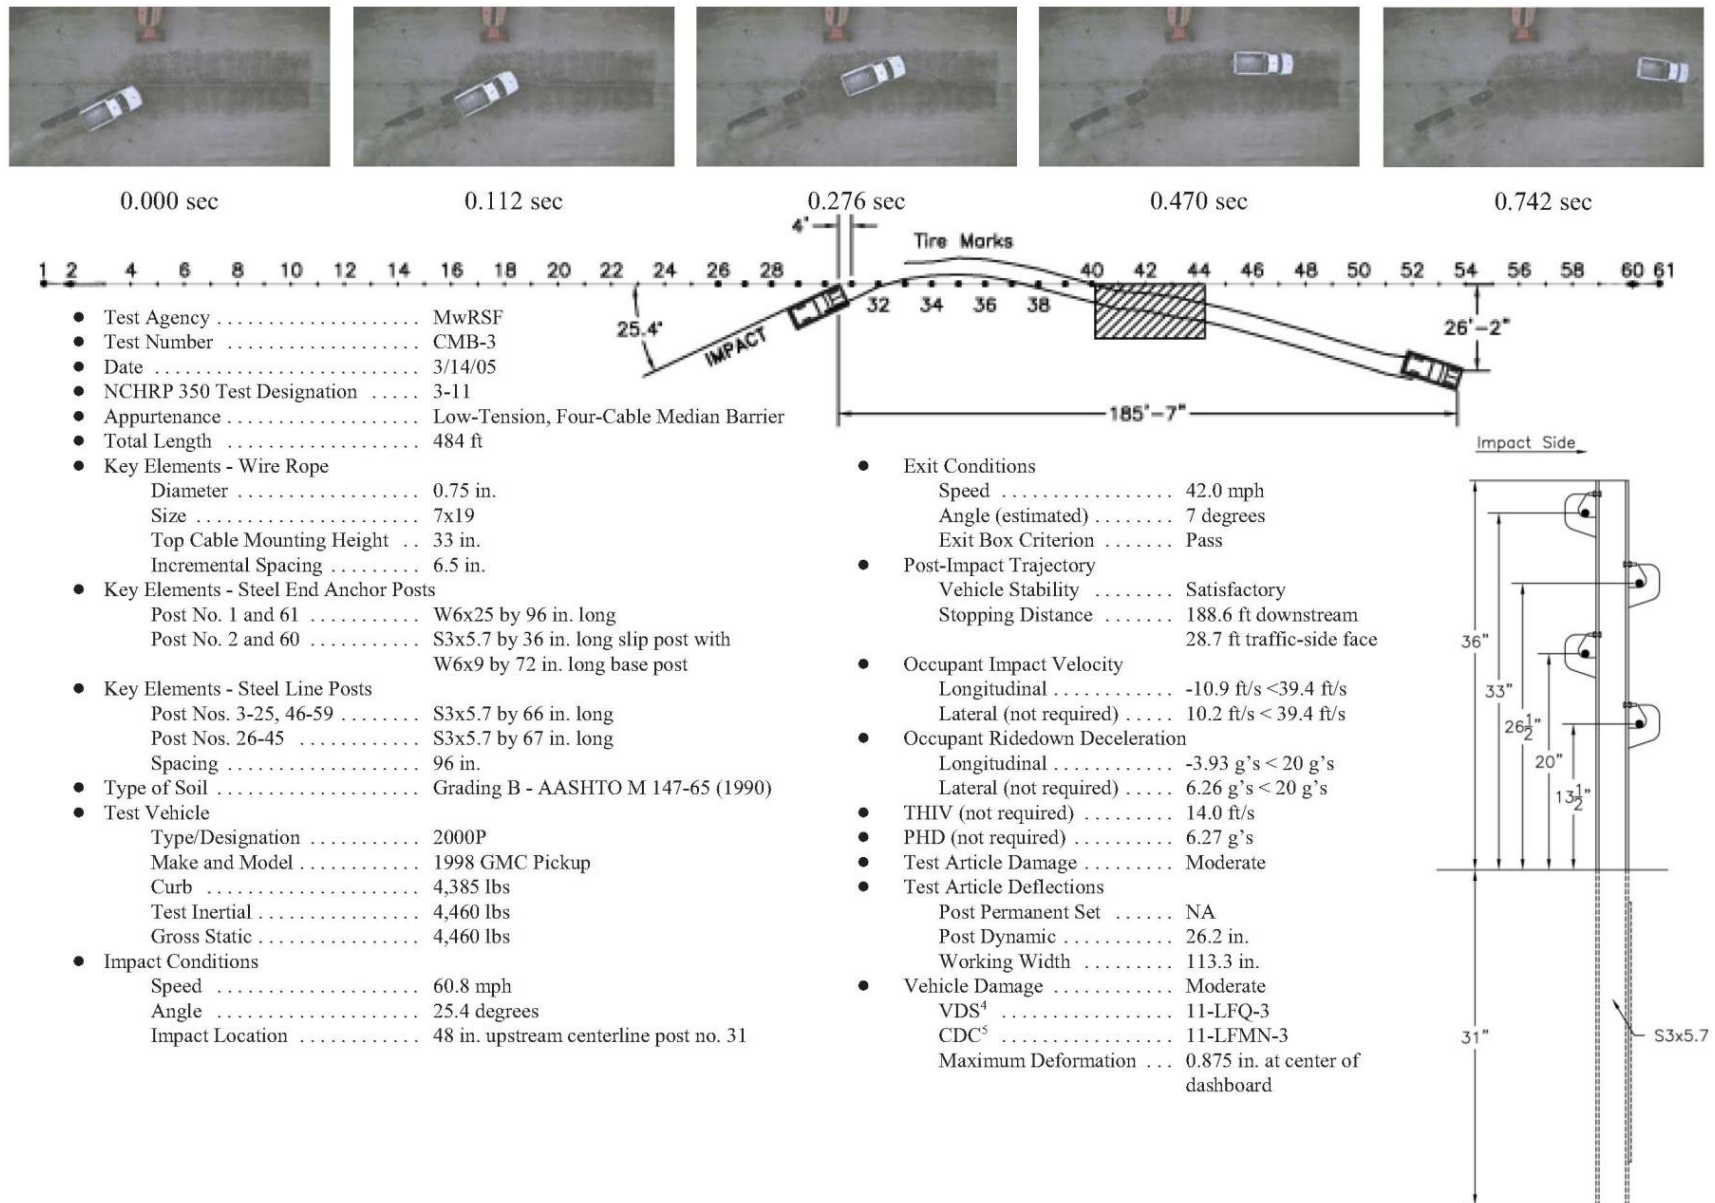 0.000 sec
0.112 sec
0.276 sec
0.470 sec
0.742 sec
4'
Tire Marks
1 2 4 6 8 10 12 14 16 18 20 22 24 26 28 40 42 44 46 48 50 52 54 56 58 60 61
32 34 36 38
25.4°
IMPACT
26'-2"
185'-7"
● Test Agency . . . . . . . . . . . . . . . . . . . . MwRSF
● Test Number . . . . . . . . . . . . . . . . . . CMB-3
● Date . . . . . . . . . . . . . . . . . . . . . . . . . 3/14/05
● NCHRP 350 Test Designation . . . . . 3-11
● Appurtenance . . . . . . . . . . . . . . . . . . Low-Tension, Four-Cable Median Barrier
● Total Length . . . . . . . . . . . . . . . . . . 484 ft
● Key Elements - Wire Rope
Diameter . . . . . . . . . . . . . . . . . . 0.75 in.
Size . . . . . . . . . . . . . . . . . . . . . 7x19
Top Cable Mounting Height . . 33 in.
Incremental Spacing . . . . . . . . . 6.5 in.
● Key Elements - Steel End Anchor Posts
Post No. 1 and 61 . . . . . . . . . . . W6x25 by 96 in. long
Post No. 2 and 60 . . . . . . . . . . . S3x5.7 by 36 in. long slip post with
W6x9 by 72 in. long base post
● Key Elements - Steel Line Posts
Post Nos. 3-25, 46-59 . . . . . . . . S3x5.7 by 66 in. long
Post Nos. 26-45 . . . . . . . . . . . . S3x5.7 by 67 in. long
Spacing . . . . . . . . . . . . . . . . . . . 96 in.
● Type of Soil . . . . . . . . . . . . . . . . . . . Grading B - AASHTO M 147-65 (1990)
● Test Vehicle
Type/Designation . . . . . . . . . . . 2000P
Make and Model . . . . . . . . . . . . 1998 GMC Pickup
Curb . . . . . . . . . . . . . . . . . . . . . 4,385 lbs
Test Inertial . . . . . . . . . . . . . . . . 4,460 lbs
Gross Static . . . . . . . . . . . . . . . . 4,460 lbs
● Impact Conditions
Speed . . . . . . . . . . . . . . . . . . . . 60.8 mph
Angle . . . . . . . . . . . . . . . . . . . . 25.4 degrees
Impact Location . . . . . . . . . . . . 48 in. upstream centerline post no. 31
● Exit Conditions
Speed . . . . . . . . . . . . . . . . . 42.0 mph
Angle (estimated) . . . . . . . . 7 degrees
Exit Box Criterion . . . . . . . Pass
● Post-Impact Trajectory
Vehicle Stability . . . . . . . . Satisfactory
Stopping Distance . . . . . . . 188.6 ft downstream
28.7 ft traffic-side face
● Occupant Impact Velocity
Longitudinal . . . . . . . . . . . . -10.9 ft/s <39.4 ft/s
Lateral (not required) . . . . . 10.2 ft/s < 39.4 ft/s
● Occupant Ridedown Deceleration
Longitudinal . . . . . . . . . . . . -3.93 g's < 20 g's
Lateral (not required) . . . . . 6.26 g's < 20 g's
● THIV (not required) . . . . . . . . . 14.0 ft/s
● PHD (not required) . . . . . . . . . . 6.27 g's
● Test Article Damage . . . . . . . . . Moderate
● Test Article Deflections
Post Permanent Set . . . . . . NA
Post Dynamic . . . . . . . . . . . 26.2 in.
Working Width . . . . . . . . . 113.3 in.
● Vehicle Damage . . . . . . . . . . . . Moderate
VDS⁴ . . . . . . . . . . . . . . . . . 11-LFQ-3
CDC⁵ . . . . . . . . . . . . . . . . . 11-LFMN-3
Maximum Deformation . . . 0.875 in. at center of
dashboard
Impact Side
36"
33"
26½"
20"
13½"
31"
S3x5.7